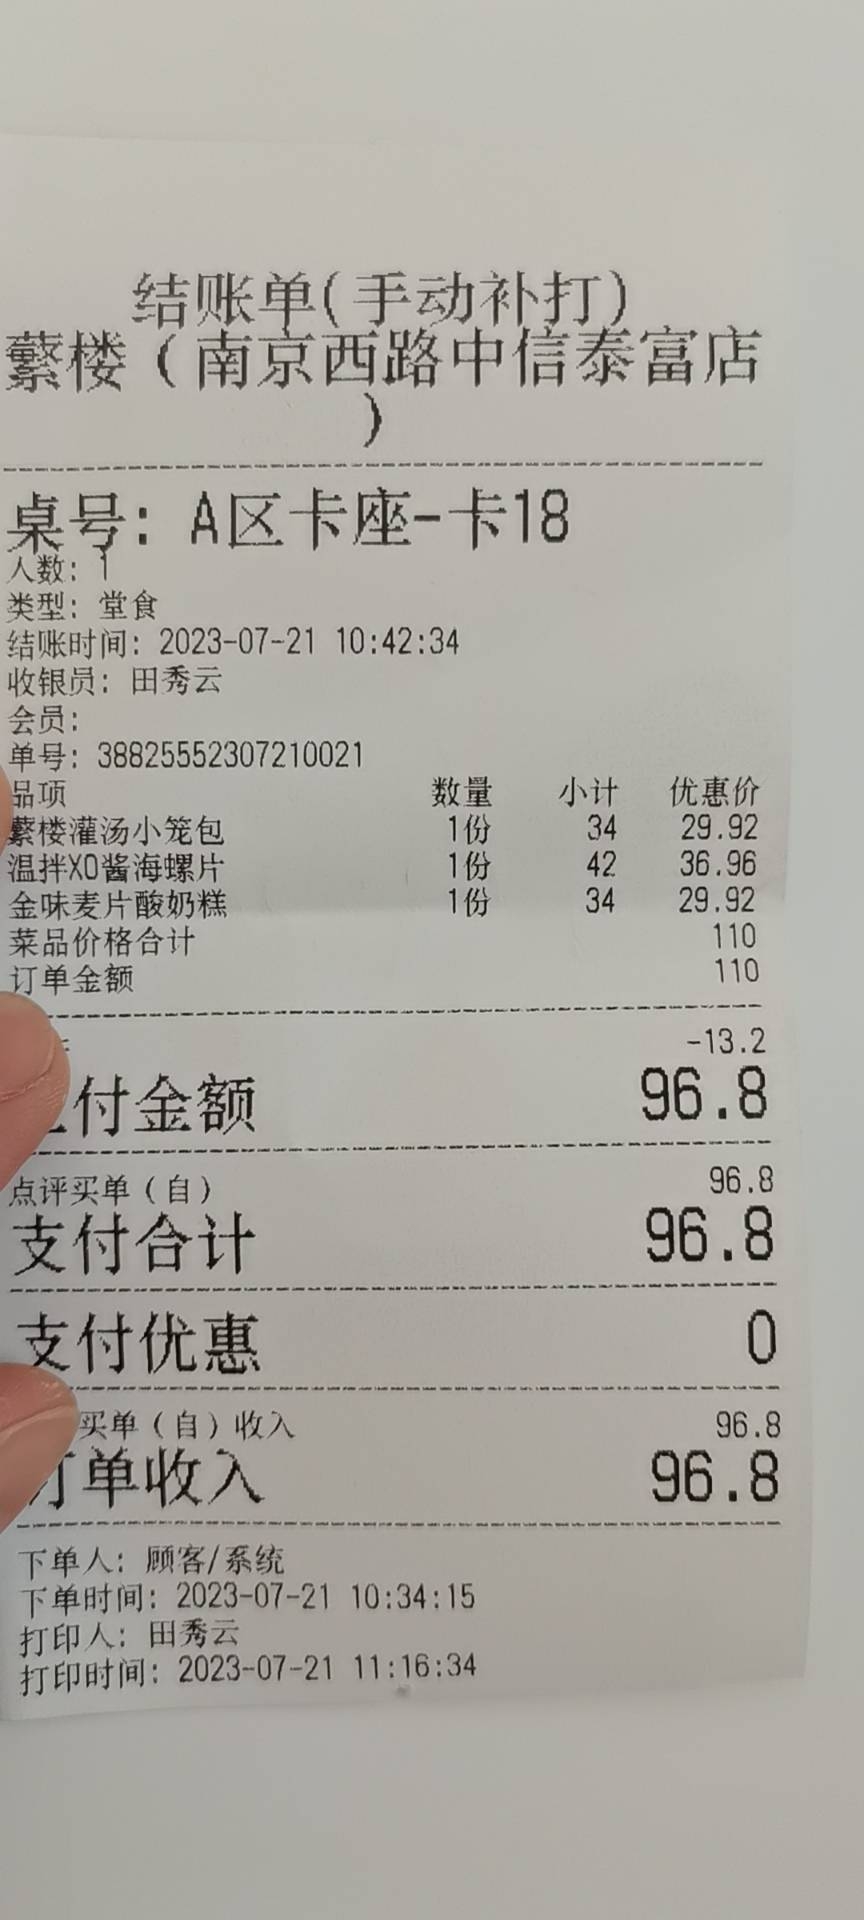 结账单(手动补打)
蘩楼(南京西路中信泰富店
)
桌号: A区卡座-卡18
人数: 1
类型: 堂食
结账时间: 2023-07-21 10:42:34
收银员: 田秀云
会员:
单号: 38825552307210021
品项 数量 小计 优惠价
蘩楼灌汤小笼包 1份 34 29.92
温拌XO酱海螺片 1份 42 36.96
金味麦片酸奶糕 1份 34 29.92
菜品价格合计 110
订单金额 110
-13.2
付金额 96.8
点评买单(自) 96.8
支付合计 96.8
支付优惠 0
买单(自)收入 96.8
订单收入 96.8
下单人: 顾客/系统
下单时间: 2023-07-21 10:34:15
打印人: 田秀云
打印时间: 2023-07-21 11:16:34